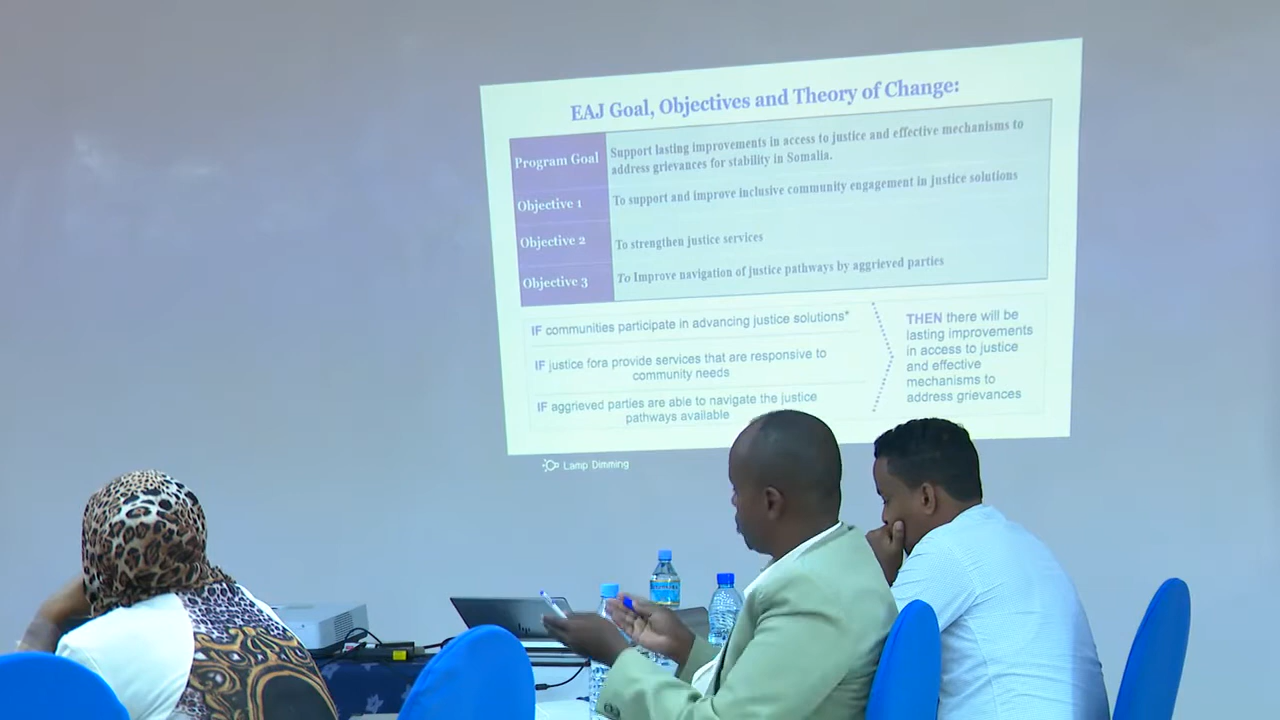 EAJ Goal, Objectives and Theory of Change:
Program Goal
Support lasting improvements in access to justice and effective mechanisms to
address grievances for stability in Somalia.
Objective 1
To support and improve inclusive community engagement in justice solutions
Objective 2
To strengthen justice services
Objective 3
To Improve navigation of justice pathways by aggrieved parties
IF communities participate in advancing justice solutions*
IF justice fora provide services that are responsive to
community needs
IF aggrieved parties are able to navigate the justice
pathways available
THEN there will be
lasting improvements
in access to justice
and effective
mechanisms to
address grievances
Lamp Dimming